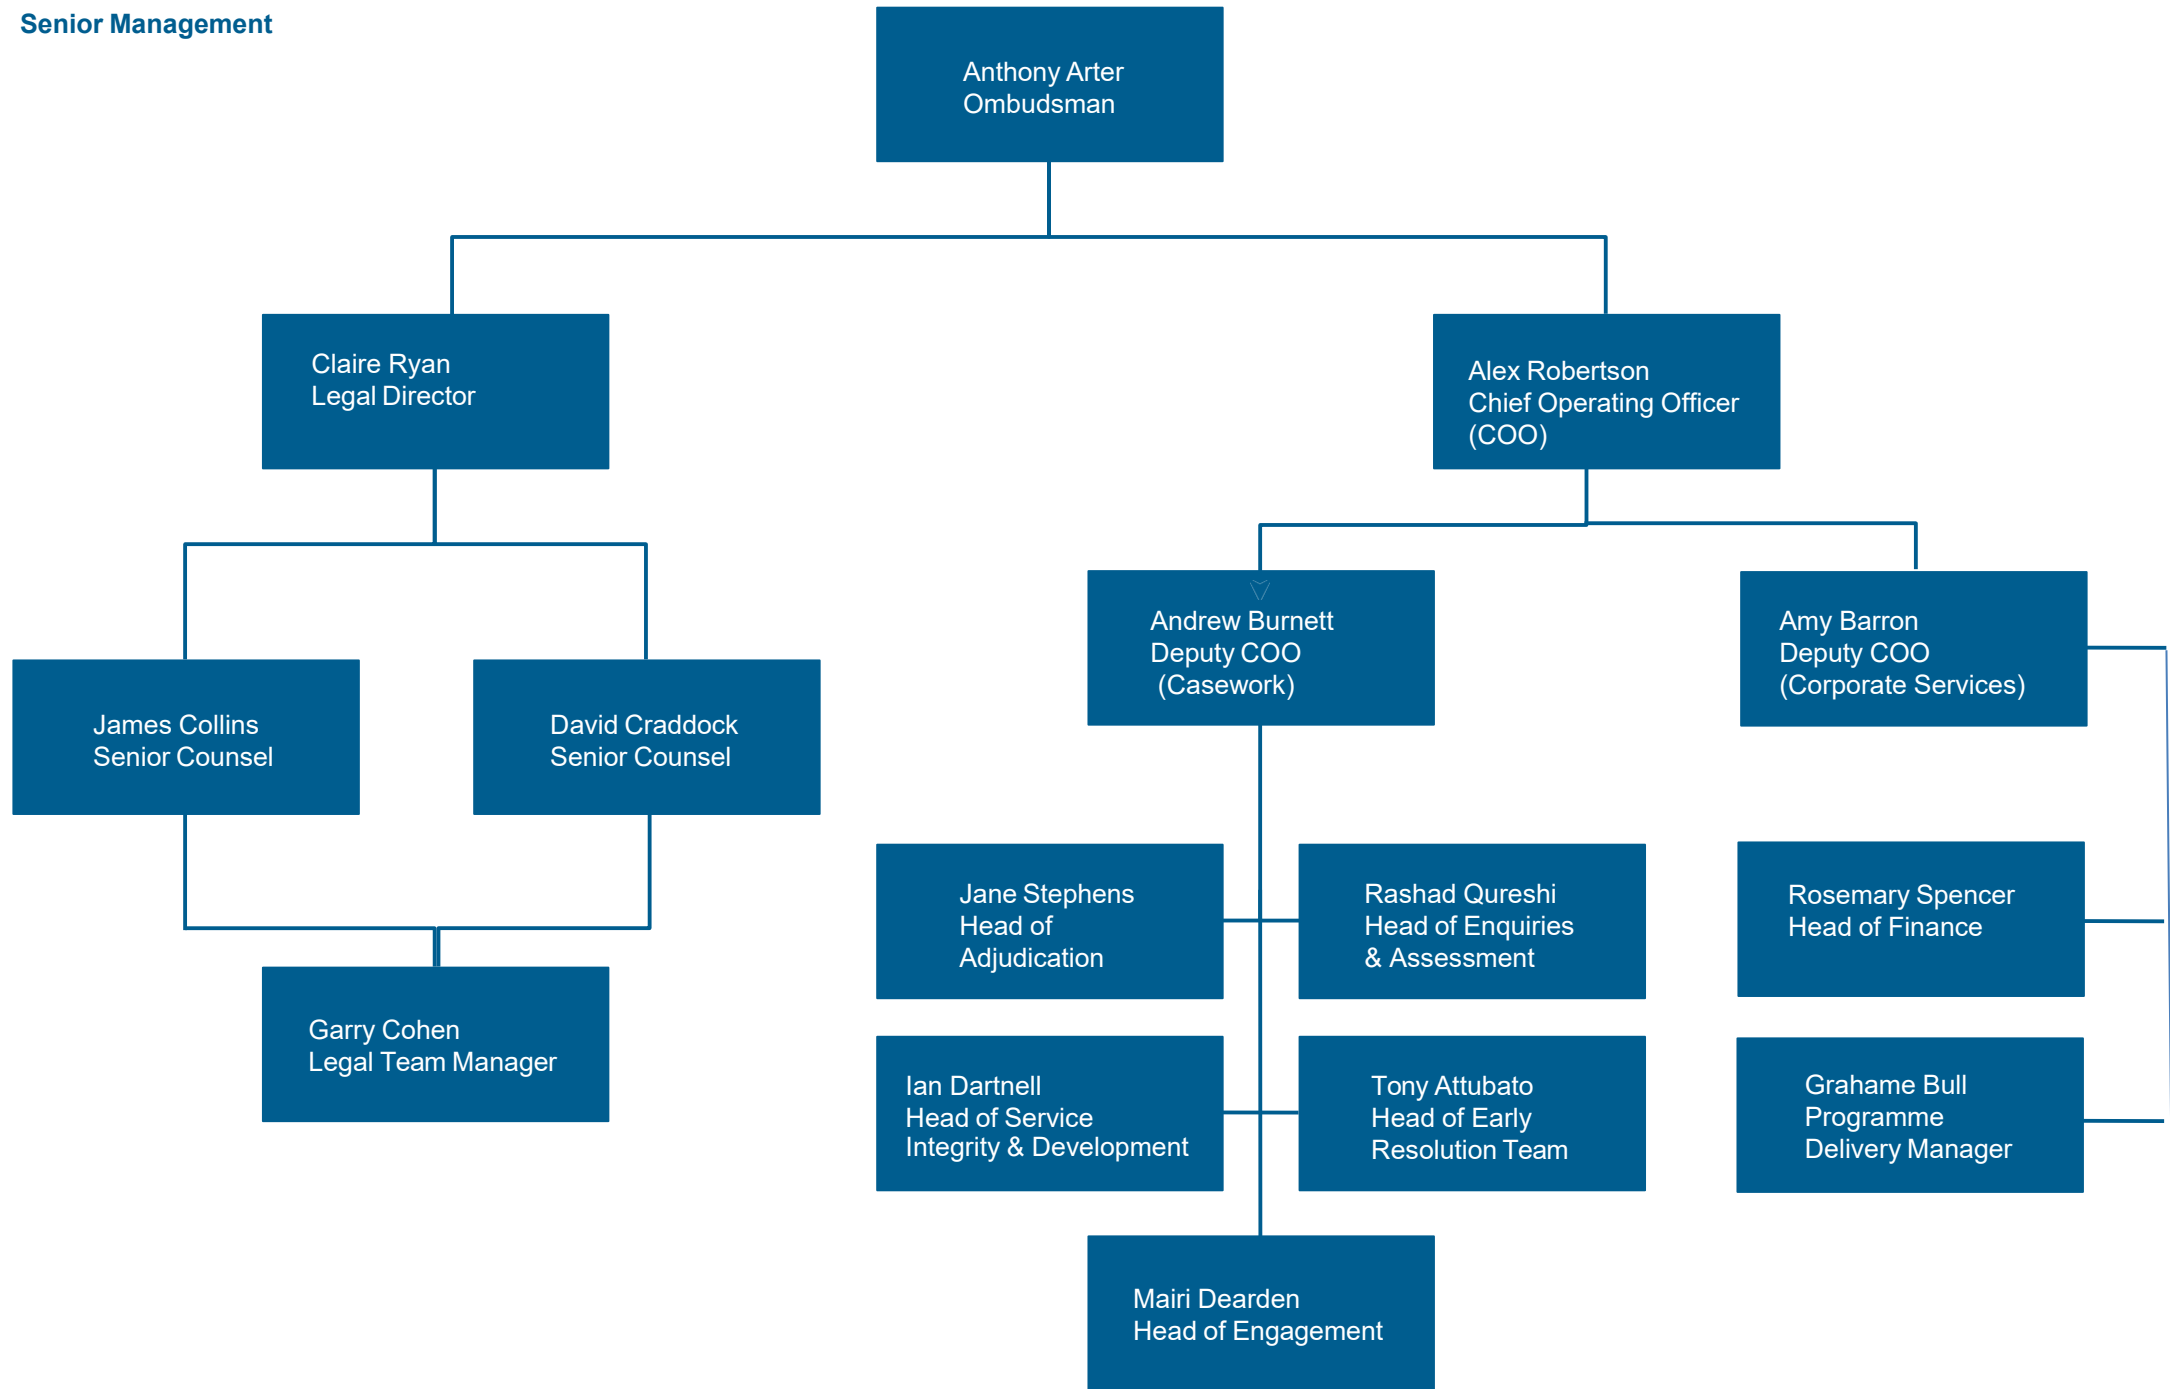 Senior Management
Anthony Arter
Ombudsman
Claire Ryan
Legal Director
Alex Robertson
Chief Operating Officer
(COO)
James Collins
Senior Counsel
David Craddock
Senior Counsel
Andrew Burnett
Deputy COO
(Casework)
Amy Barron
Deputy COO
(Corporate Services)
Garry Cohen
Legal Team Manager
Jane Stephens
Head of
Adjudication
Rashad Qureshi
Head of Enquiries
& Assessment
Rosemary Spencer
Head of Finance
Ian Dartnell
Head of Service
Integrity & Development
Tony Attubato
Head of Early
Resolution Team
Grahame Bull
Programme
Delivery Manager
Mairi Dearden
Head of Engagement